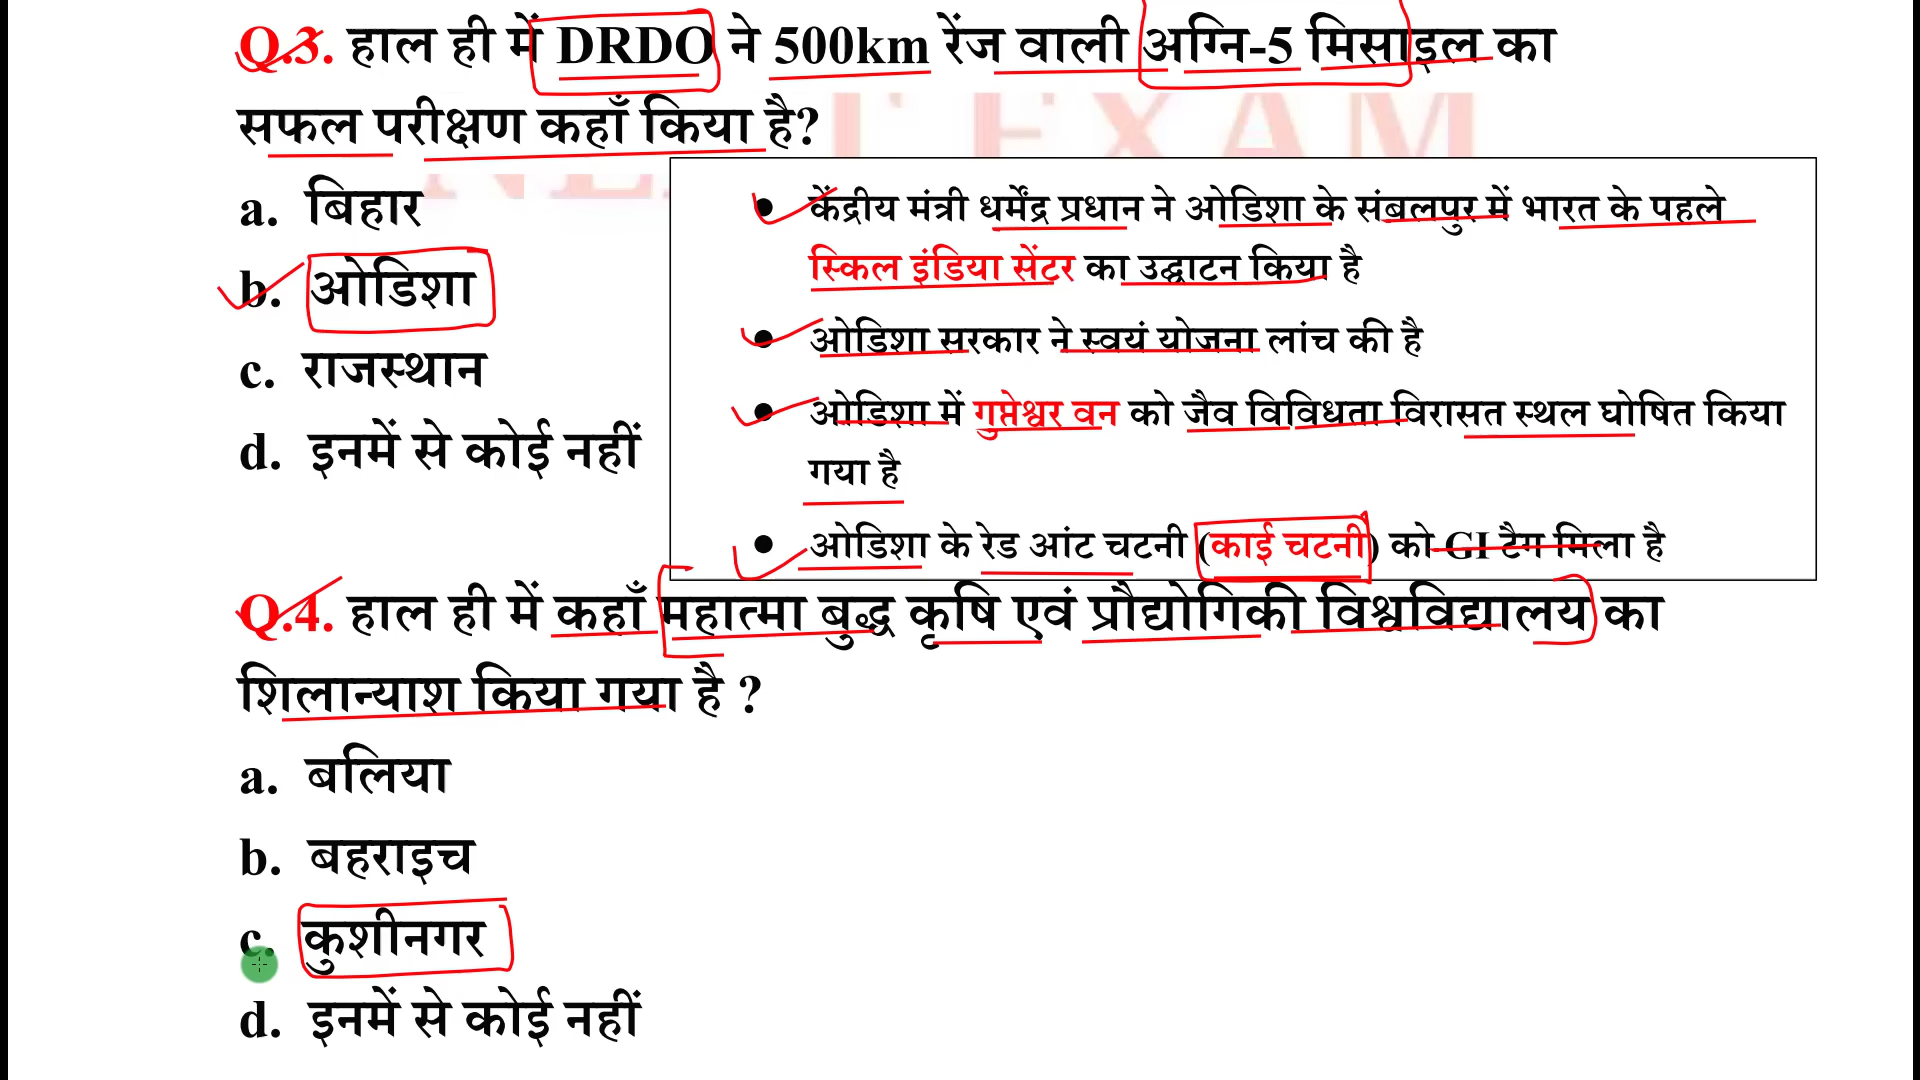 Q.3. हाल ही में DRDO ने 500km रेंज वाली अग्नि-5 मिसाइल का
सफल परीक्षण कहाँ किया है?
a. बिहार
b. ओडिशा
c. राजस्थान
d. इनमें से कोई नहीं
● केंद्रीय मंत्री धर्मेंद्र प्रधान ने ओडिशा के संबलपुर में भारत के पहले
स्किल इंडिया सेंटर का उद्घाटन किया है
● ओडिशा सरकार ने स्वयं योजना लांच की है
● ओडिशा में गुप्तेश्वर वन को जैव विविधता विरासत स्थल घोषित किया
गया है
● ओडिशा के रेड आंट चटनी (काई चटनी) को GI टैग मिला है
Q.4. हाल ही में कहाँ महात्मा बुद्ध कृषि एवं प्रौद्योगिकी विश्वविद्यालय का
शिलान्याश किया गया है ?
a. बलिया
b. बहराइच
c. कुशीनगर
d. इनमें से कोई नहीं